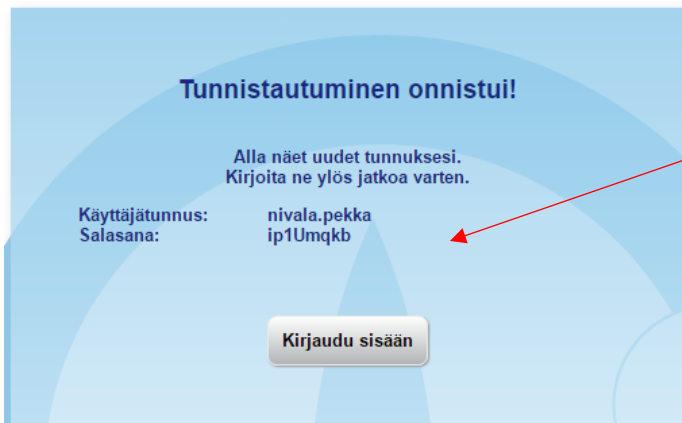 Tunnistautuminen onnistui!
Alla näet uudet tunnuksesi.
Kirjoita ne ylös jatkoa varten.
Käyttäjätunnus: nivala.pekka
Salasana: ip1Umqkb
Kirjaudu sisään